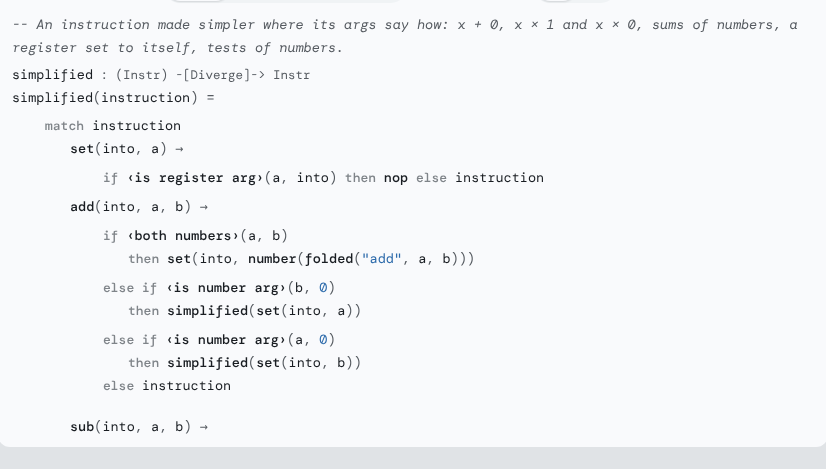 -- An instruction made simpler where its args say how: x + 0, x × 1 and x × 0, sums of numbers, a
register set to itself, tests of numbers.
simplified : (Instr) -[Diverge]-> Instr
simplified(instruction) =
match instruction
set(into, a) →
if ‹is register arg›(a, into) then nop else instruction
add(into, a, b) →
if ‹both numbers›(a, b)
then set(into, number(folded("add", a, b)))
else if ‹is number arg›(b, 0)
then simplified(set(into, a))
else if ‹is number arg›(a, 0)
then simplified(set(into, b))
else instruction
sub(into, a, b) →